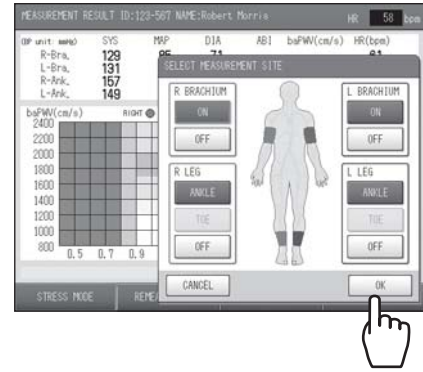 MEASUREMENT RESULT ID:123-567 NAME:Robert Morris HR 58 bpm
(BP unit: mmHg) SYS MAP DIA ABI baPWV(cm/s) HR(bpm)
R-Bra. 129 95 71 61
L-Bra. 131
R-Ank. 157
L-Ank. 149
SELECT MEASUREMENT SITE
R BRACHIUM
ON
OFF
L BRACHIUM
ON
OFF
R LEG
ANKLE
TOE
OFF
L LEG
ANKLE
TOE
OFF
CANCEL
OK
baPWV(cm/s) RIGHT
2400
2200
2000
1800
1600
1400
1200
1000
800
0.5 0.7 0.9
STRESS MODE